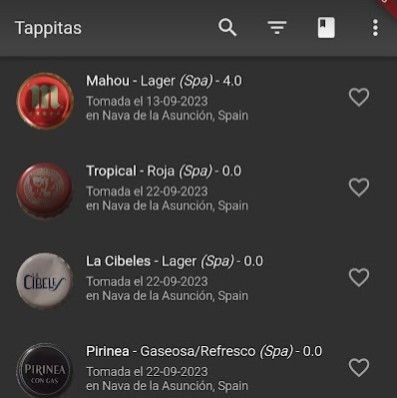 Tappitas
Mahou - Lager (Spa) - 4.0
Tomada el 13-09-2023
en Nava de la Asunción, Spain
Tropical - Roja (Spa) - 0.0
Tomada el 22-09-2023
en Nava de la Asunción, Spain
LA
CIBELES
La Cibeles - Lager (Spa) - 0.0
Tomada el 22-09-2023
en Nava de la Asunción, Spain
PIRINEA
CON GAS
Pirinea - Gaseosa/Refresco (Spa) - 0.0
Tomada el 22-09-2023
en Nava de la Asunción, Spain